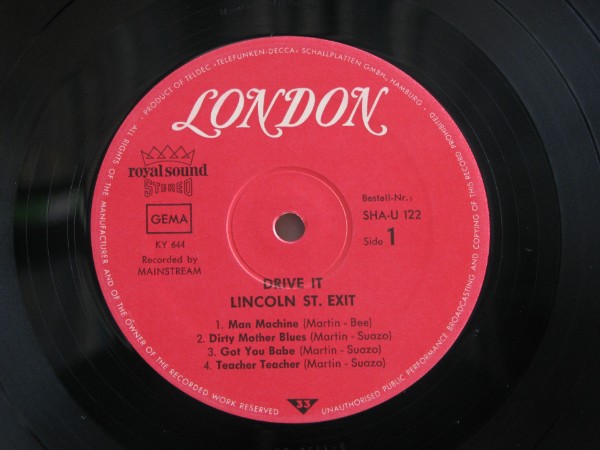 · PRODUCT OF TELDEC »TELEFUNKEN-DECCA« SCHALLPLATTEN GMBH, HAMBURG ·
ALL RIGHTS OF THE MANUFACTURER AND OF THE OWNER OF THE RECORDED WORK RESERVED
UNAUTHORISED PUBLIC PERFORMANCE BROADCASTING AND COPYING OF THIS RECORD PROHIBITED
LONDON
royal sound
STEREO
GEMA
KY 644
Recorded by
MAINSTREAM
Bestell-Nr.:
SHA-U 122
Side 1
DRIVE IT
LINCOLN ST. EXIT
1. Man Machine (Martin - Bee)
2. Dirty Mother Blues (Martin - Suazo)
3. Got You Babe (Martin - Suazo)
4. Teacher Teacher (Martin - Suazo)
33